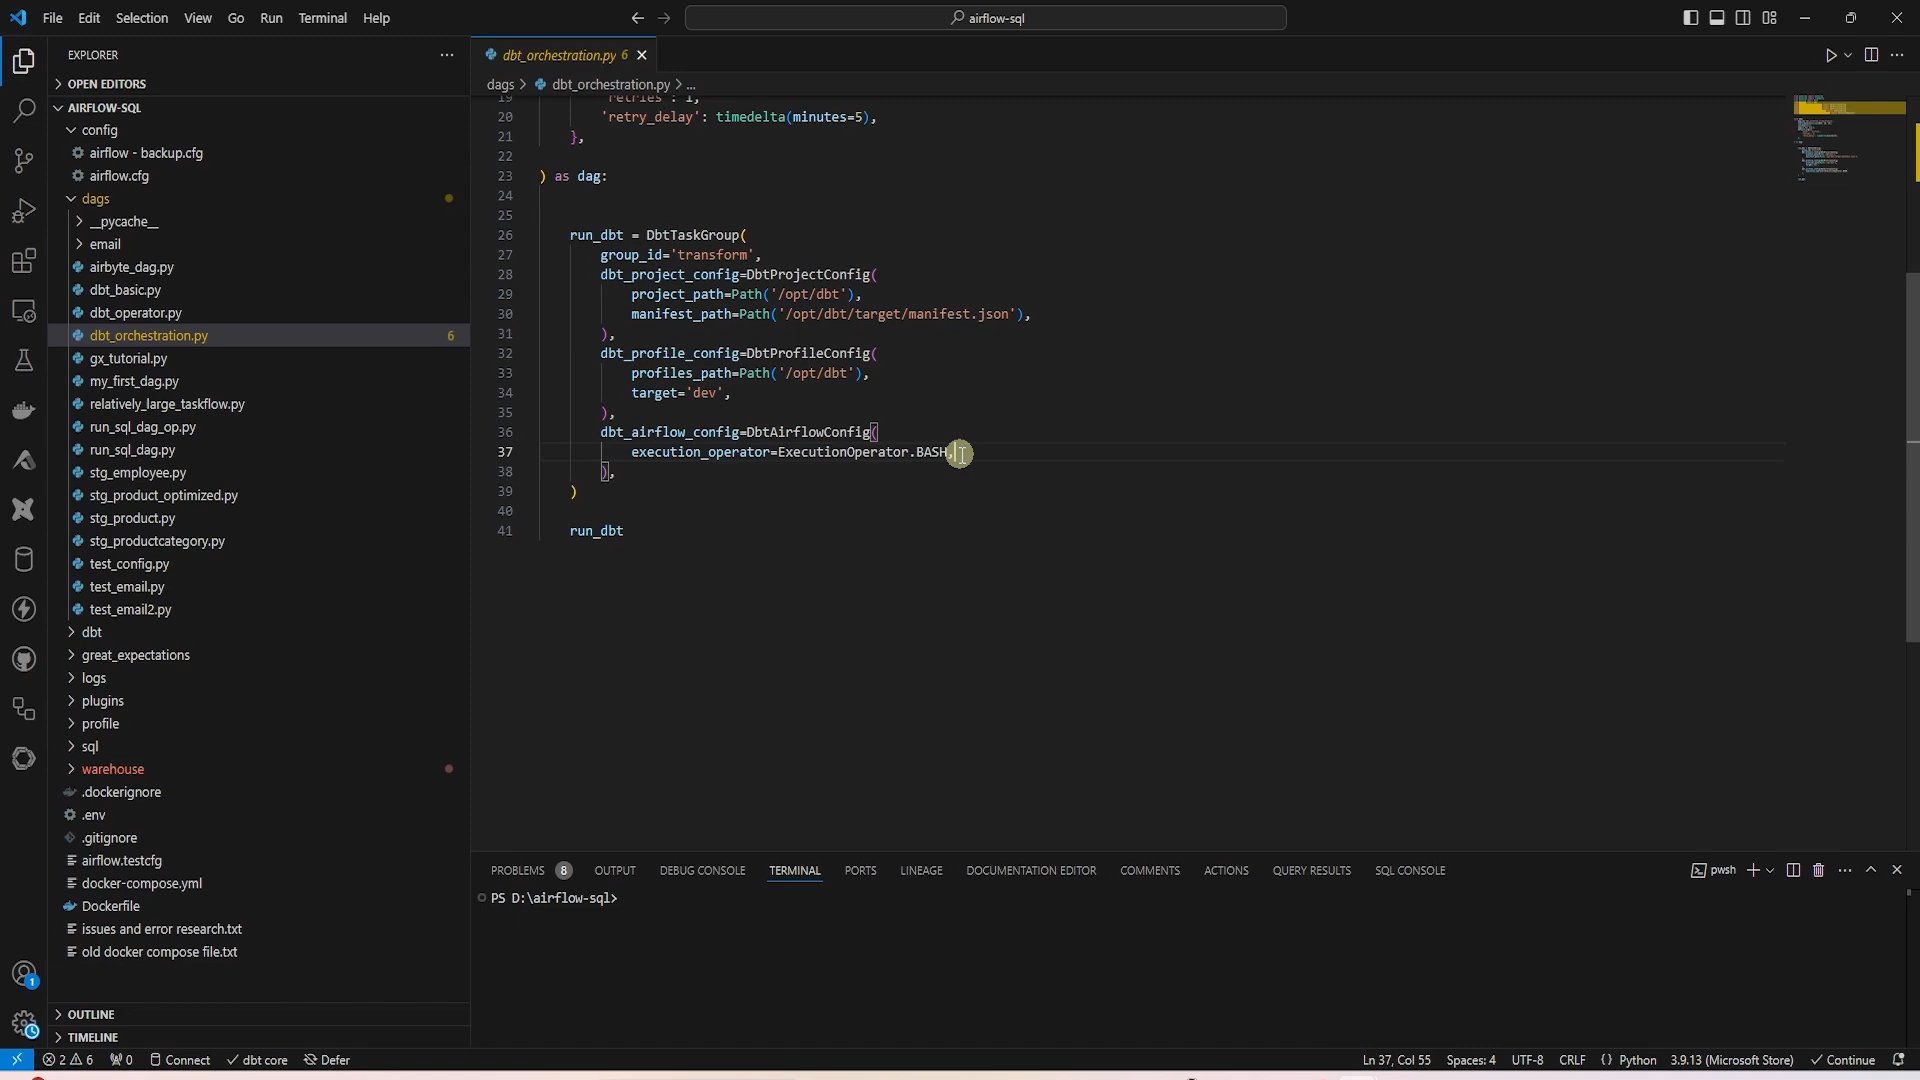 File Edit Selection View Go Run Terminal Help
airflow-sql
EXPLORER
OPEN EDITORS
AIRFLOW-SQL
config
airflow - backup.cfg
airflow.cfg
dags
__pycache__
email
airbyte_dag.py
dbt_basic.py
dbt_operator.py
dbt_orchestration.py 6
gx_tutorial.py
my_first_dag.py
relatively_large_taskflow.py
run_sql_dag_op.py
run_sql_dag.py
stg_employee.py
stg_product_optimized.py
stg_product.py
stg_productcategory.py
test_config.py
test_email.py
test_email2.py
dbt
great_expectations
logs
plugins
profile
sql
warehouse
.dockerignore
.env
.gitignore
airflow.testcfg
docker-compose.yml
Dockerfile
issues and error research.txt
old docker compose file.txt
OUTLINE
TIMELINE
dbt_orchestration.py 6
dags > dbt_orchestration.py > ...
19 'retries': 1,
20 'retry_delay': timedelta(minutes=5),
21 },
22
23 ) as dag:
24
25
26 run_dbt = DbtTaskGroup(
27 group_id='transform',
28 dbt_project_config=DbtProjectConfig(
29 project_path=Path('/opt/dbt'),
30 manifest_path=Path('/opt/dbt/target/manifest.json'),
31 ),
32 dbt_profile_config=DbtProfileConfig(
33 profiles_path=Path('/opt/dbt'),
34 target='dev',
35 ),
36 dbt_airflow_config=DbtAirflowConfig(
37 execution_operator=ExecutionOperator.BASH,
38 ),
39 )
40
41 run_dbt
PROBLEMS 8 OUTPUT DEBUG CONSOLE TERMINAL PORTS LINEAGE DOCUMENTATION EDITOR COMMENTS ACTIONS QUERY RESULTS SQL CONSOLE
pwsh
PS D:\airflow-sql>
1
2 6 0 Connect dbt core Defer
Ln 37, Col 55 Spaces: 4 UTF-8 CRLF {} Python 3.9.13 (Microsoft Store) Continue